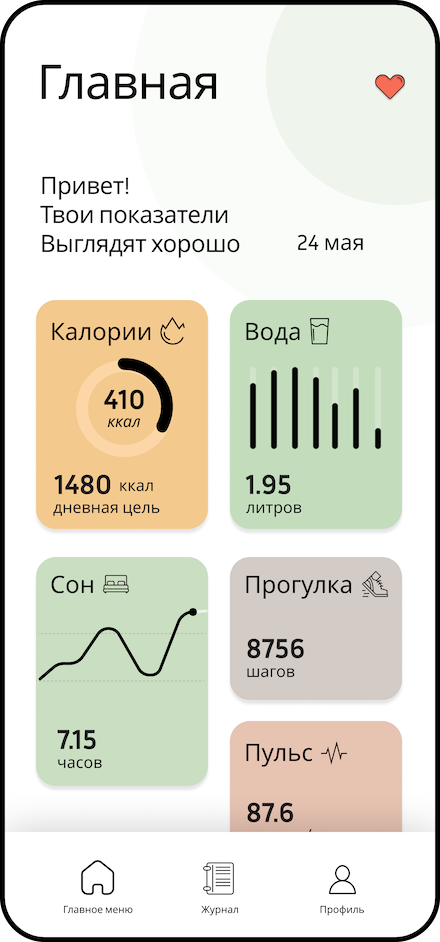 Главная
Привет!
Твои показатели
Выглядят хорошо
24 мая
Калории
410
ккал
1480 ккал
дневная цель
Вода
1.95
литров
Сон
7.15
часов
Прогулка
8756
шагов
Пульс
87.6
Главное меню
Журнал
Профиль